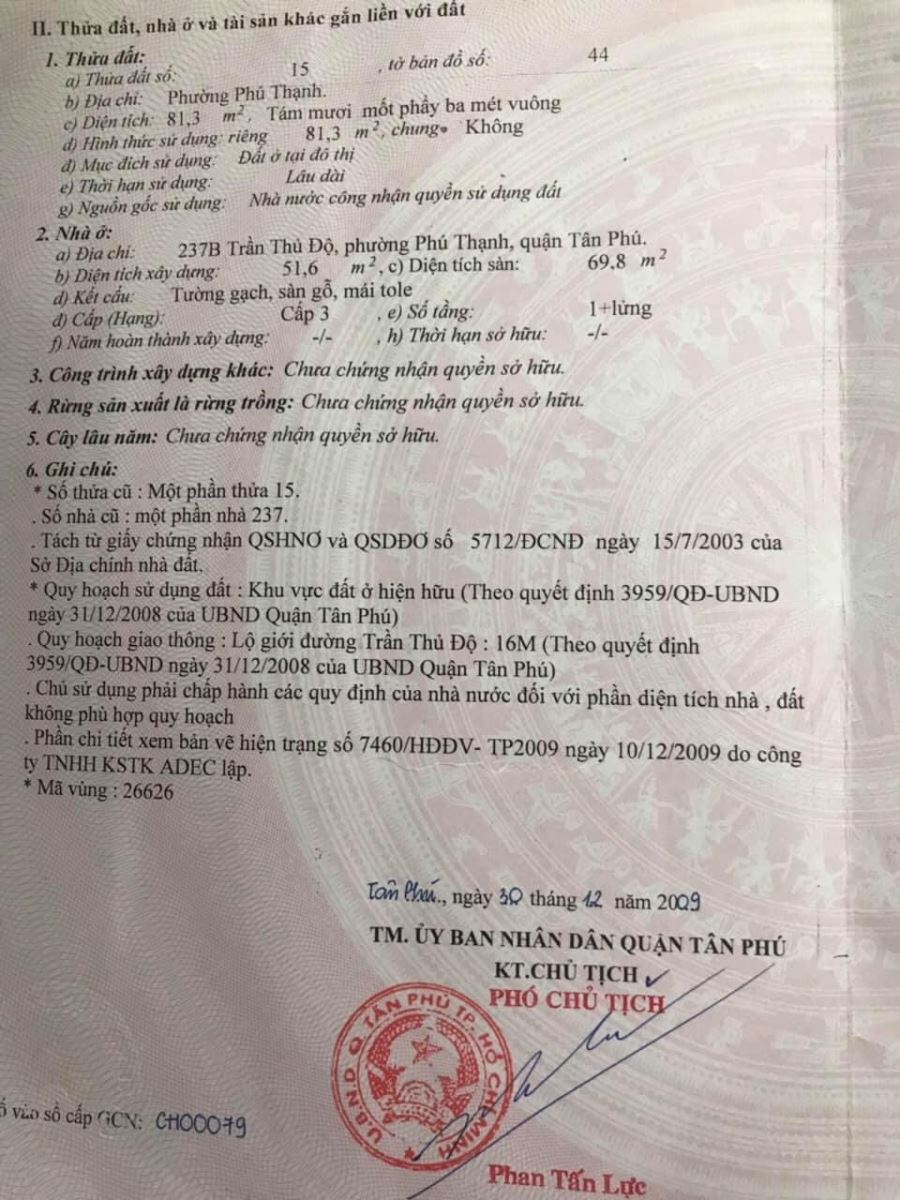 II. Thửa đất, nhà ở và tài sản khác gắn liền với đất
1. Thửa đất:
a) Thửa đất số: 15 , tờ bản đồ số: 44
b) Địa chỉ: Phường Phú Thạnh.
c) Diện tích: 81,3 m², Tám mươi mốt phẩy ba mét vuông
d) Hình thức sử dụng: riêng 81,3 m², chung: Không
đ) Mục đích sử dụng: Đất ở tại đô thị
e) Thời hạn sử dụng: Lâu dài
g) Nguồn gốc sử dụng: Nhà nước công nhận quyền sử dụng đất
2. Nhà ở:
a) Địa chỉ: 237B Trần Thủ Độ, phường Phú Thạnh, quận Tân Phú.
b) Diện tích xây dựng: 51,6 m², c) Diện tích sàn: 69.8 m²
d) Kết cấu: Tường gạch, sàn gỗ, mái tole
đ) Cấp (Hạng): Cấp 3 , e) Số tầng: 1+lửng
f) Năm hoàn thành xây dựng: -/- , h) Thời hạn sở hữu: -/-
3. Công trình xây dựng khác: Chưa chứng nhận quyền sở hữu.
4. Rừng sản xuất là rừng trồng: Chưa chứng nhận quyền sở hữu.
5. Cây lâu năm: Chưa chứng nhận quyền sở hữu.
6. Ghi chú:
* Số thửa cũ : Một phần thửa 15.
. Số nhà cũ : một phần nhà 237.
. Tách từ giấy chứng nhận QSHNƠ và QSDĐƠ số 5712/ĐCNĐ ngày 15/7/2003 của
Sở Địa chính nhà đất.
* Quy hoạch sử dụng đất : Khu vực đất ở hiện hữu (Theo quyết định 3959/QĐ-UBND
ngày 31/12/2008 của UBND Quận Tân Phú)
. Quy hoạch giao thông : Lộ giới đường Trần Thủ Độ : 16M (Theo quyết định
3959/QĐ-UBND ngày 31/12/2008 của UBND Quận Tân Phú)
. Chủ sử dụng phải chấp hành các quy định của nhà nước đối với phần diện tích nhà , đất
không phù hợp quy hoạch
. Phần chi tiết xem bản vẽ hiện trạng số 7460/HĐĐV- TP2009 ngày 10/12/2009 do công
ty TNHH KSTK ADEC lập.
* Mã vùng : 26626
Tân Phú., ngày 30 tháng 12 năm 2009
TM. ỦY BAN NHÂN DÂN QUẬN TÂN PHÚ
KT.CHỦ TỊCH
PHÓ CHỦ TỊCH
U.B.N.D Q TÂN PHÚ TP. HỒ CHÍ MINH
vào sổ cấp GCN: CH00079
Phan Tấn Lực